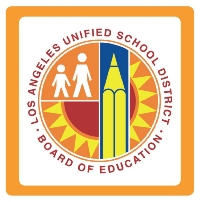 LOS ANGELES UNIFIED SCHOOL DISTRICT
• BOARD OF EDUCATION •